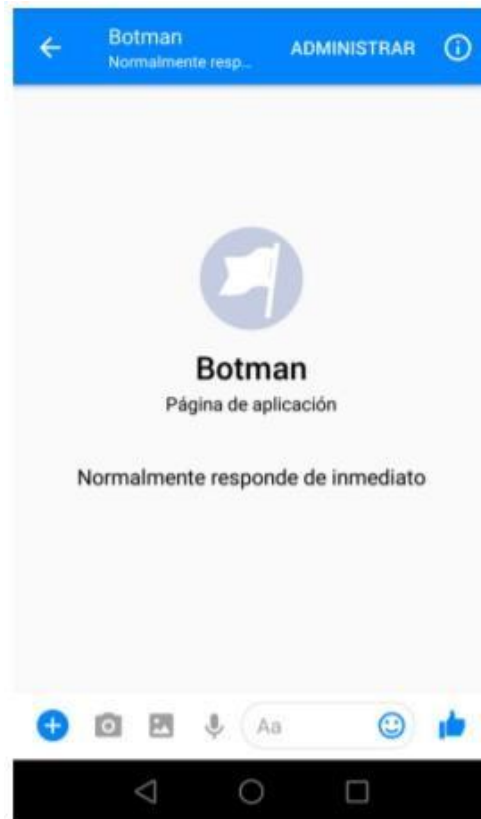 Botman
Normalmente resp...
ADMINISTRAR
Botman
Página de aplicación
Normalmente responde de inmediato
Aa